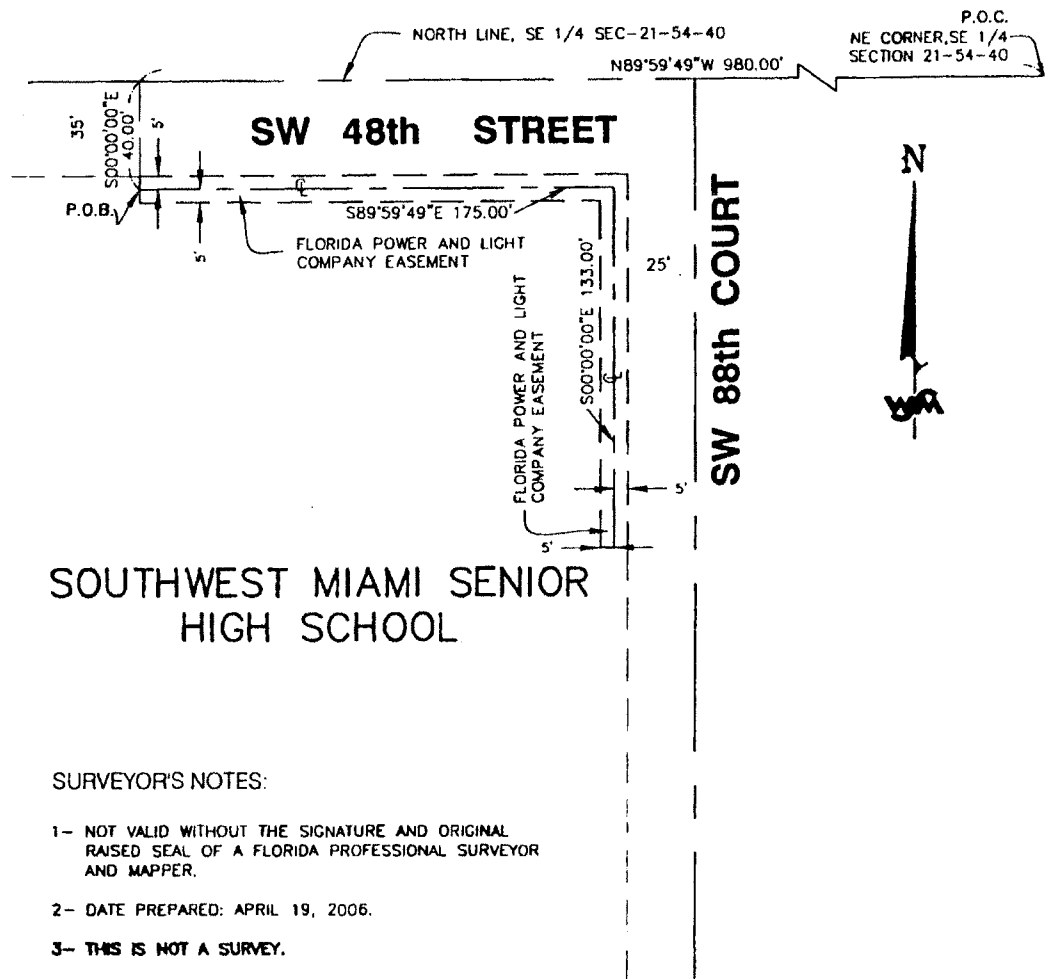 P.O.C.
NE CORNER,SE 1/4
SECTION 21-54-40
NORTH LINE, SE 1/4 SEC-21-54-40
N89°59'49"W 980.00'
35'
S00°00'00"E
40.00'
5'
SW 48th STREET
P.O.B.
℄
S89°59'49"E 175.00'
5'
FLORIDA POWER AND LIGHT
COMPANY EASEMENT
FLORIDA POWER AND LIGHT
COMPANY EASEMENT
S00°00'00"E 133.00'
℄
25'
SW 88th COURT
N
5'
5'
SOUTHWEST MIAMI SENIOR
HIGH SCHOOL
SURVEYOR'S NOTES:
1- NOT VALID WITHOUT THE SIGNATURE AND ORIGINAL
RAISED SEAL OF A FLORIDA PROFESSIONAL SURVEYOR
AND MAPPER.
2- DATE PREPARED: APRIL 19, 2006.
3- THIS IS NOT A SURVEY.